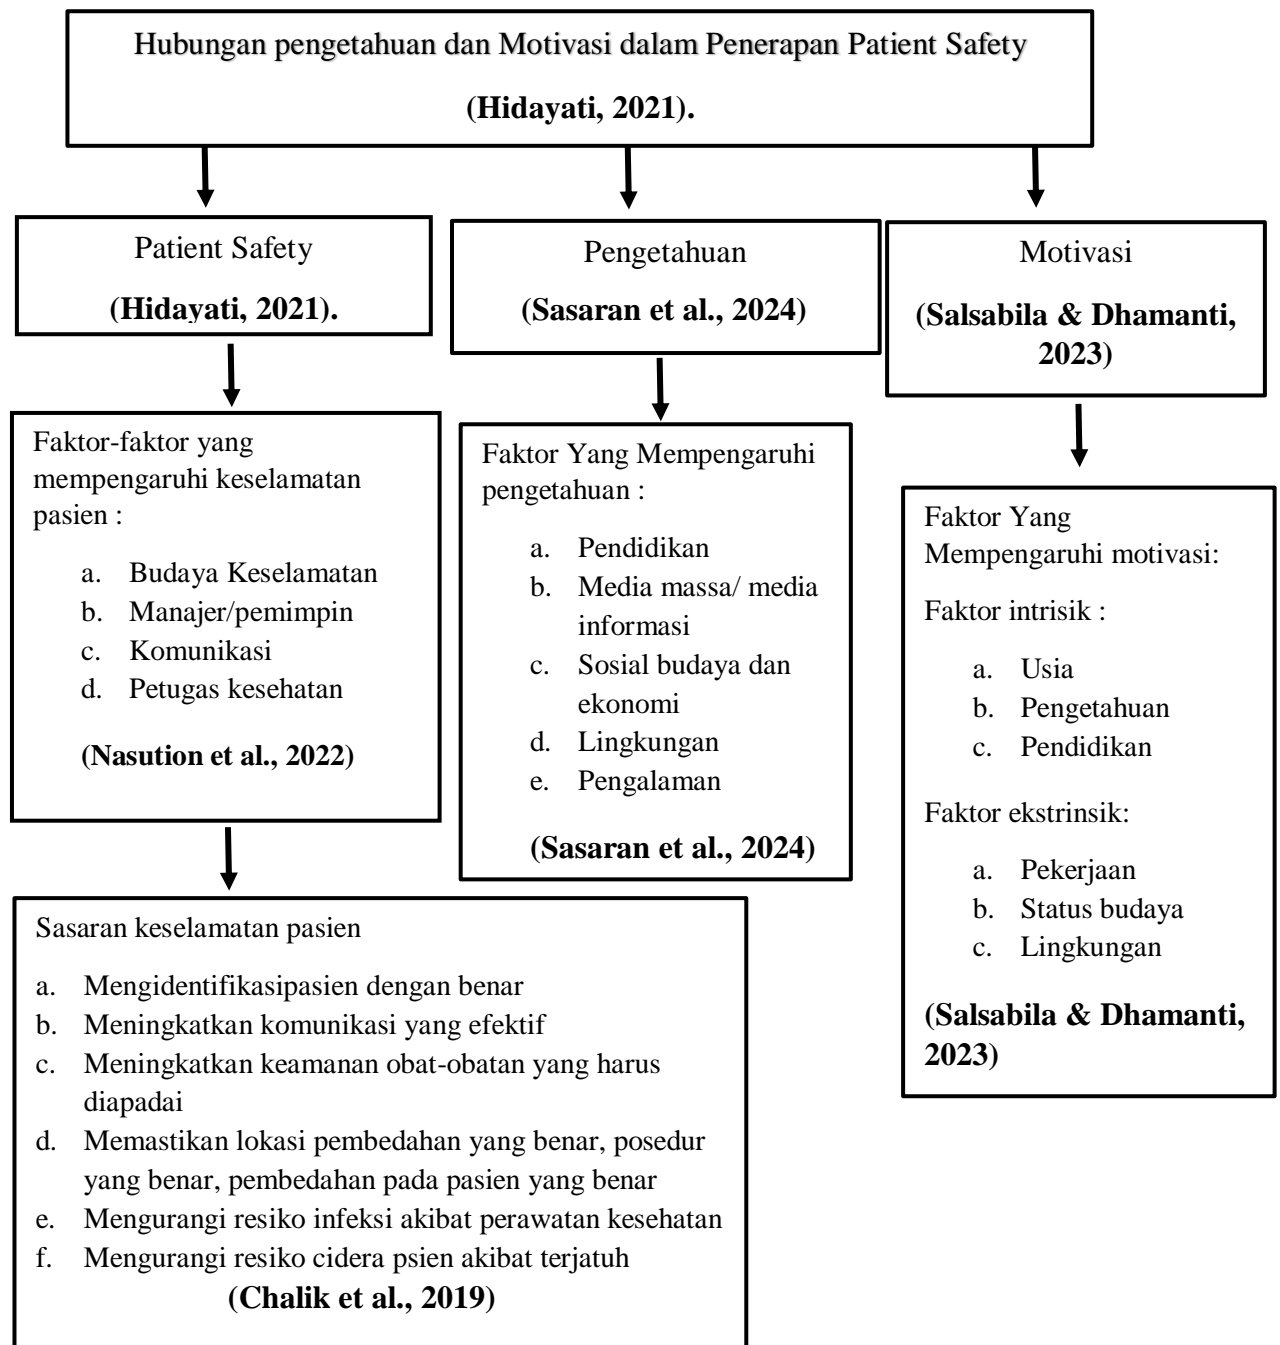 Hubungan pengetahuan dan Motivasi dalam Penerapan Patient Safety
(Hidayati, 2021).
Patient Safety
(Hidayati, 2021).
Pengetahuan
(Sasaran et al., 2024)
Motivasi
(Salsabila & Dhamanti,
2023)
Faktor-faktor yang
mempengaruhi keselamatan
pasien :
a. Budaya Keselamatan
b. Manajer/pemimpin
c. Komunikasi
d. Petugas kesehatan
(Nasution et al., 2022)
Faktor Yang Mempengaruhi
pengetahuan :
a. Pendidikan
b. Media massa/ media
informasi
c. Sosial budaya dan
ekonomi
d. Lingkungan
e. Pengalaman
(Sasaran et al., 2024)
Faktor Yang
Mempengaruhi motivasi:
Faktor intrisik :
a. Usia
b. Pengetahuan
c. Pendidikan
Faktor ekstrinsik:
a. Pekerjaan
b. Status budaya
c. Lingkungan
(Salsabila & Dhamanti,
2023)
Sasaran keselamatan pasien
a. Mengidentifikasipasien dengan benar
b. Meningkatkan komunikasi yang efektif
c. Meningkatkan keamanan obat-obatan yang harus
diapadai
d. Memastikan lokasi pembedahan yang benar, posedur
yang benar, pembedahan pada pasien yang benar
e. Mengurangi resiko infeksi akibat perawatan kesehatan
f. Mengurangi resiko cidera psien akibat terjatuh
(Chalik et al., 2019)